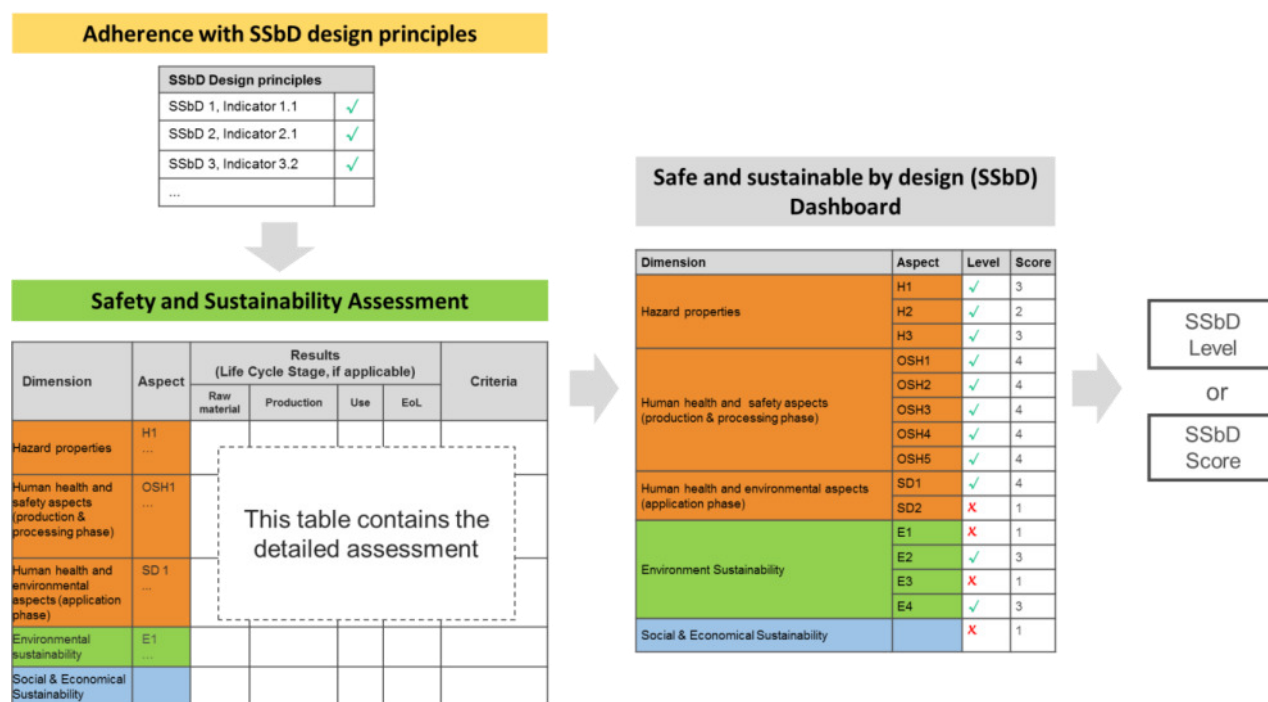 Adherence with SSbD design principles
SSbD Design principles
SSbD 1, Indicator 1.1 ✓
SSbD 2, Indicator 2.1 ✓
SSbD 3, Indicator 3.2 ✓
...
Safety and Sustainability Assessment
Dimension Aspect Results
(Life Cycle Stage, if applicable) Criteria
Raw
material Production Use EoL
Hazard properties H1
...
Human health and
safety aspects
(production &
processing phase) OSH1
...
Human health and
environmental
aspects (application
phase) SD 1
...
Environmental
sustainability E1
...
Social & Economical
Sustainability
This table contains the
detailed assessment
Safe and sustainable by design (SSbD)
Dashboard
Dimension Aspect Level Score
Hazard properties
H1 ✓ 3
H2 ✓ 2
H3 ✓ 3
Human health and safety aspects
(production & processing phase)
OSH1 ✓ 4
OSH2 ✓ 4
OSH3 ✓ 4
OSH4 ✓ 4
OSH5 ✓ 4
Human health and environmental aspects
(application phase)
SD1 ✓ 4
SD2 ✗ 1
Environment Sustainability
E1 ✗ 1
E2 ✓ 3
E3 ✗ 1
E4 ✓ 3
Social & Economical Sustainability ✗ 1
SSbD
Level
or
SSbD
Score